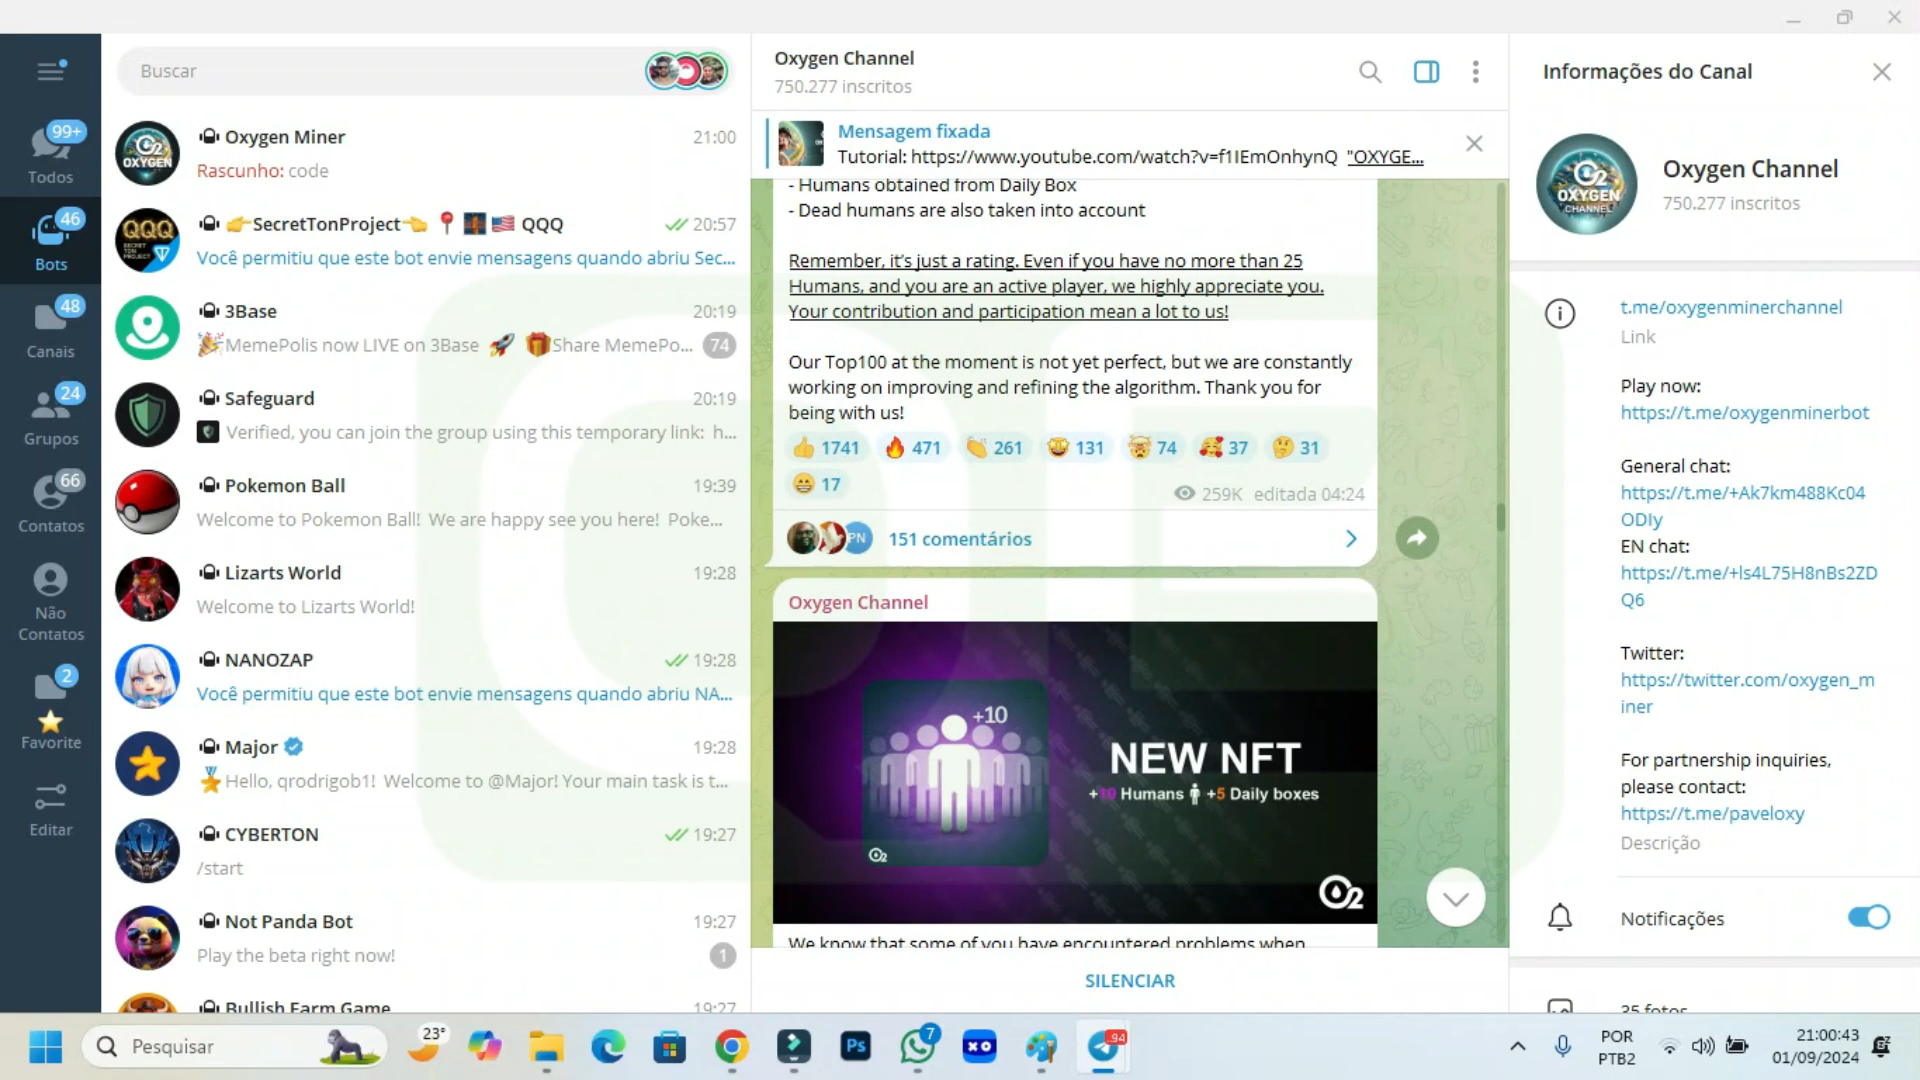 Buscar
99+
Todos
46
Bots
48
Canais
24
Grupos
66
Contatos
Não
Contatos
2
Favorite
Editar
Oxygen Miner
21:00
Rascunho: code
SecretTonProject QQQ
20:57
Você permitiu que este bot envie mensagens quando abriu Sec...
3Base
20:19
MemePolis now LIVE on 3Base Share MemePo...
74
Safeguard
20:19
Verified, you can join the group using this temporary link: h...
Pokemon Ball
19:39
Welcome to Pokemon Ball! We are happy see you here! Poke...
Lizarts World
19:28
Welcome to Lizarts World!
NANOZAP
19:28
Você permitiu que este bot envie mensagens quando abriu NA...
Major
19:28
Hello, qrodrigob1! Welcome to @Major! Your main task is t...
CYBERTON
19:27
/start
Not Panda Bot
19:27
Play the beta right now!
1
Bullish Farm Game
19:27
Oxygen Channel
750.277 inscritos
Mensagem fixada
Tutorial: https://www.youtube.com/watch?v=f1IEmOnhynQ "OXYGE...
- Humans obtained from Daily Box
- Dead humans are also taken into account
Remember, it's just a rating. Even if you have no more than 25
Humans, and you are an active player, we highly appreciate you.
Your contribution and participation mean a lot to us!
Our Top100 at the moment is not yet perfect, but we are constantly
working on improving and refining the algorithm. Thank you for
being with us!
1741 471 261 131 74 37 31
17
259K editada 04:24
PN
151 comentários
Oxygen Channel
+10
NEW NFT
+10 Humans +5 Daily boxes
O2
O2
We know that some of you have encountered problems when
SILENCIAR
Informações do Canal
O2
OXYGEN
CHANNEL
Oxygen Channel
750.277 inscritos
t.me/oxygenminerchannel
Link
Play now:
https://t.me/oxygenminerbot
General chat:
https://t.me/+Ak7km488Kc04
ODIy
EN chat:
https://t.me/+ls4L75H8nBs2ZD
Q6
Twitter:
https://twitter.com/oxygen_m
iner
For partnership inquiries,
please contact:
https://t.me/paveloxy
Descrição
Notificações
35 fotos
Pesquisar
23°
Ps
7
XO
94
POR
PTB2
21:00:43
01/09/2024